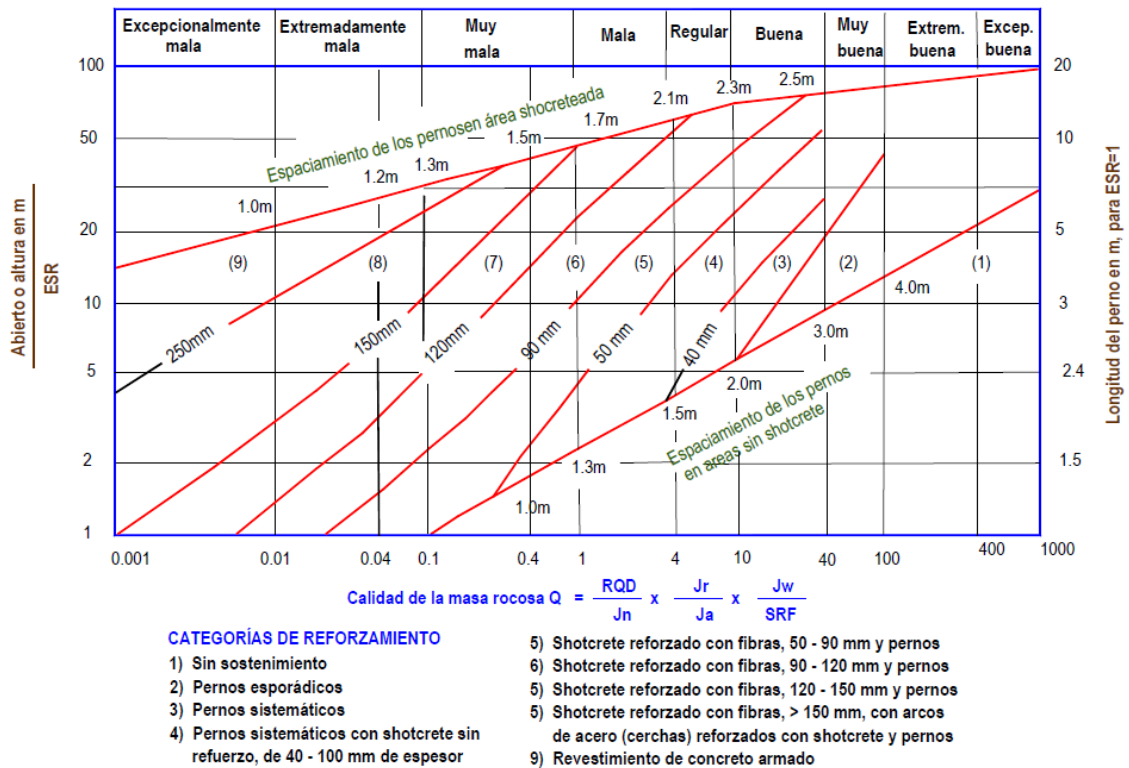 Excepcionalmente mala
Extremadamente mala
Muy mala
Mala
Regular
Buena
Muy buena
Extrem. buena
Excep. buena
100
50
20
10
5
2
1
Abierto o altura en m
ESR
20
10
5
3
2.4
1.5
Longitud del perno en m, para ESR=1
Espaciamiento de los pernosen área shocreteada
1.0m
1.2m
1.3m
1.5m
1.7m
2.1m
2.3m
2.5m
(9)
(8)
(7)
(6)
(5)
(4)
(3)
(2)
(1)
250mm
150mm
120mm
90 mm
50 mm
40 mm
4.0m
3.0m
2.0m
1.5m
1.3m
1.0m
Espaciamiento de los pernos
en areas sin shotcrete
0.001
0.01
0.04
0.1
0.4
1
4
10
40
100
400
1000
Calidad de la masa rocosa Q = RQD / Jn x Jr / Ja x Jw / SRF
CATEGORÍAS DE REFORZAMIENTO
1) Sin sostenimiento
2) Pernos esporádicos
3) Pernos sistemáticos
4) Pernos sistemáticos con shotcrete sin
refuerzo, de 40 - 100 mm de espesor
5) Shotcrete reforzado con fibras, 50 - 90 mm y pernos
6) Shotcrete reforzado con fibras, 90 - 120 mm y pernos
5) Shotcrete reforzado con fibras, 120 - 150 mm y pernos
5) Shotcrete reforzado con fibras, > 150 mm, con arcos
de acero (cerchas) reforzados con shotcrete y pernos
9) Revestimiento de concreto armado